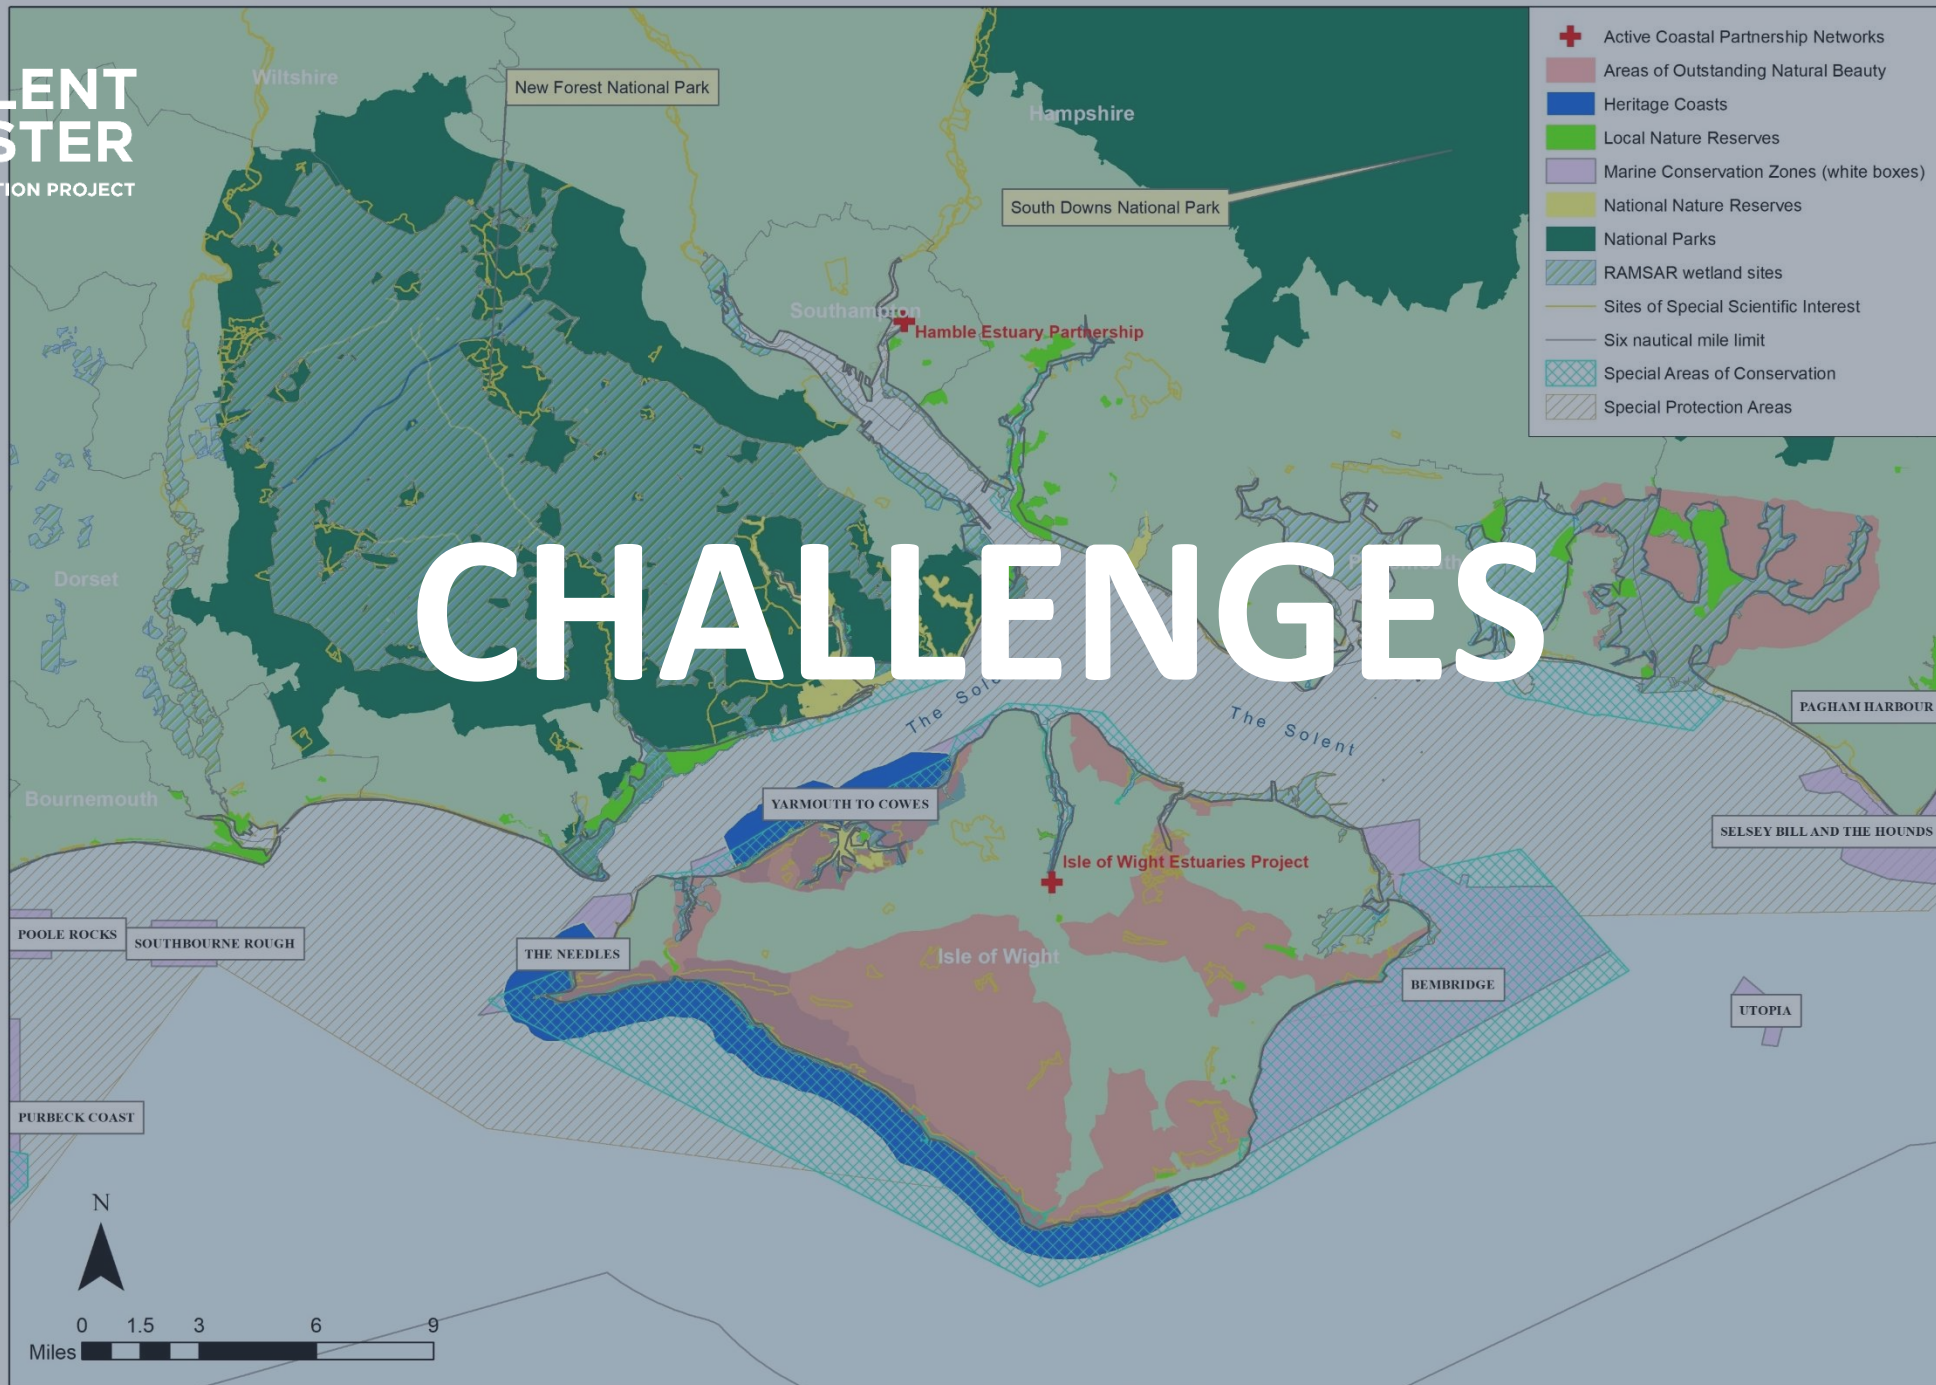 LENT
STER
TION PROJECT
Wiltshire
New Forest National Park
Hampshire
South Downs National Park
Active Coastal Partnership Networks
Areas of Outstanding Natural Beauty
Heritage Coasts
Local Nature Reserves
Marine Conservation Zones (white boxes)
National Nature Reserves
National Parks
RAMSAR wetland sites
Sites of Special Scientific Interest
Six nautical mile limit
Special Areas of Conservation
Special Protection Areas
Southampton
Hamble Estuary Partnership
Dorset
CHALLENGES
The
The Solent
PAGHAM HARBOUR
Bournemouth
YARMOUTH TO COWES
SELSEY BILL AND THE HOUNDS
Isle of Wight Estuaries Project
POOLE ROCKS
SOUTHBOURNE ROUGH
THE NEEDLES
Isle of Wight
BEMBRIDGE
UTOPIA
PURBECK COAST
N
0 1.5 3 6 9
Miles